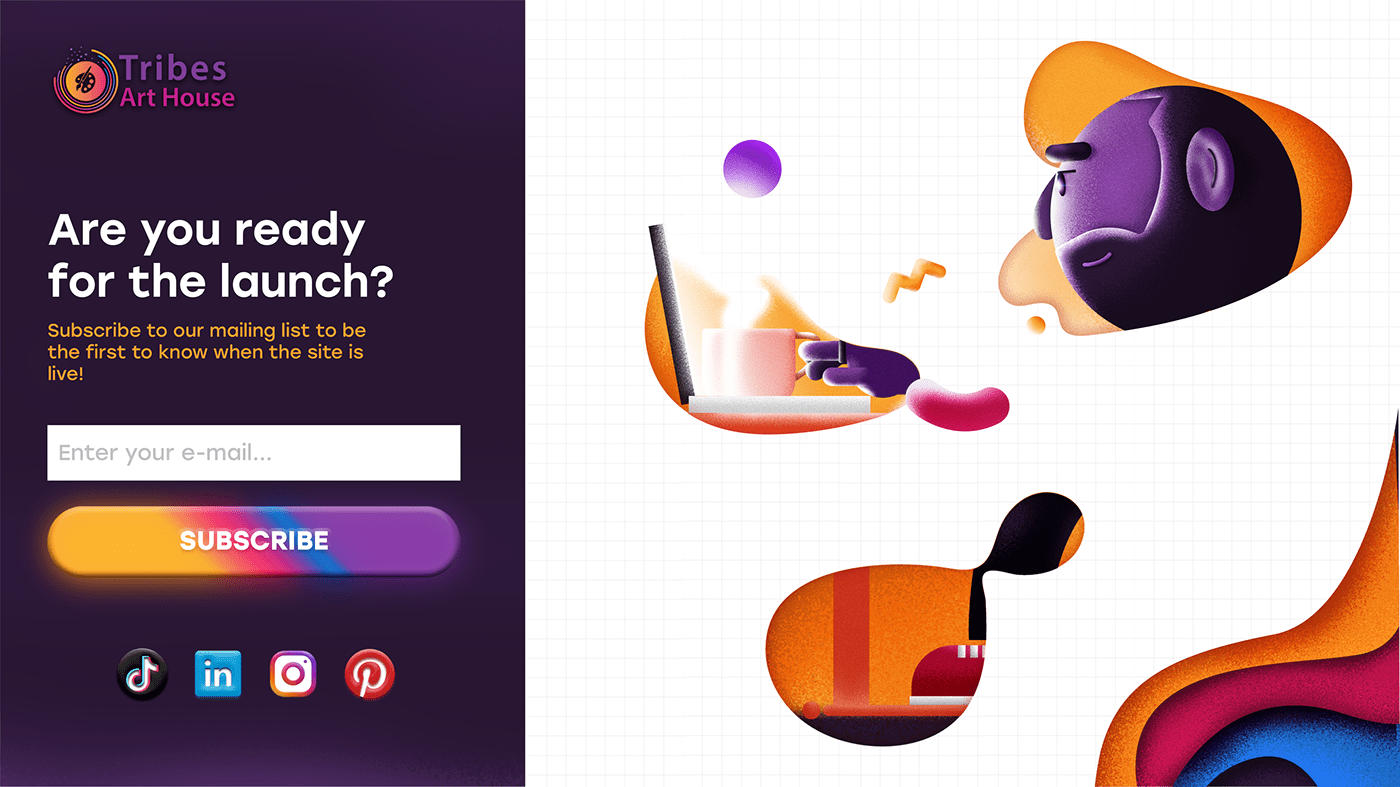 Tribes
Art House
Are you ready
for the launch?
Subscribe to our mailing list to be
the first to know when the site is
live!
Enter your e-mail...
SUBSCRIBE
in